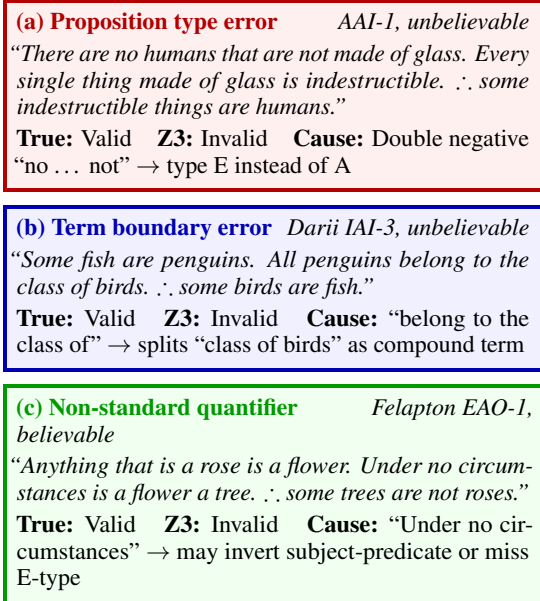 (a) Proposition type error AAI-1, unbelievable
“There are no humans that are not made of glass. Every
single thing made of glass is indestructible. ∴ some
indestructible things are humans.”
True: Valid Z3: Invalid Cause: Double negative
“no … not” → type E instead of A
(b) Term boundary error Darii IAI-3, unbelievable
“Some fish are penguins. All penguins belong to the
class of birds. ∴ some birds are fish.”
True: Valid Z3: Invalid Cause: “belong to the
class of” → splits “class of birds” as compound term
(c) Non-standard quantifier Felapton EAO-1,
believable
“Anything that is a rose is a flower. Under no circum-
stances is a flower a tree. ∴ some trees are not roses.”
True: Valid Z3: Invalid Cause: “Under no cir-
cumstances” → may invert subject-predicate or miss
E-type